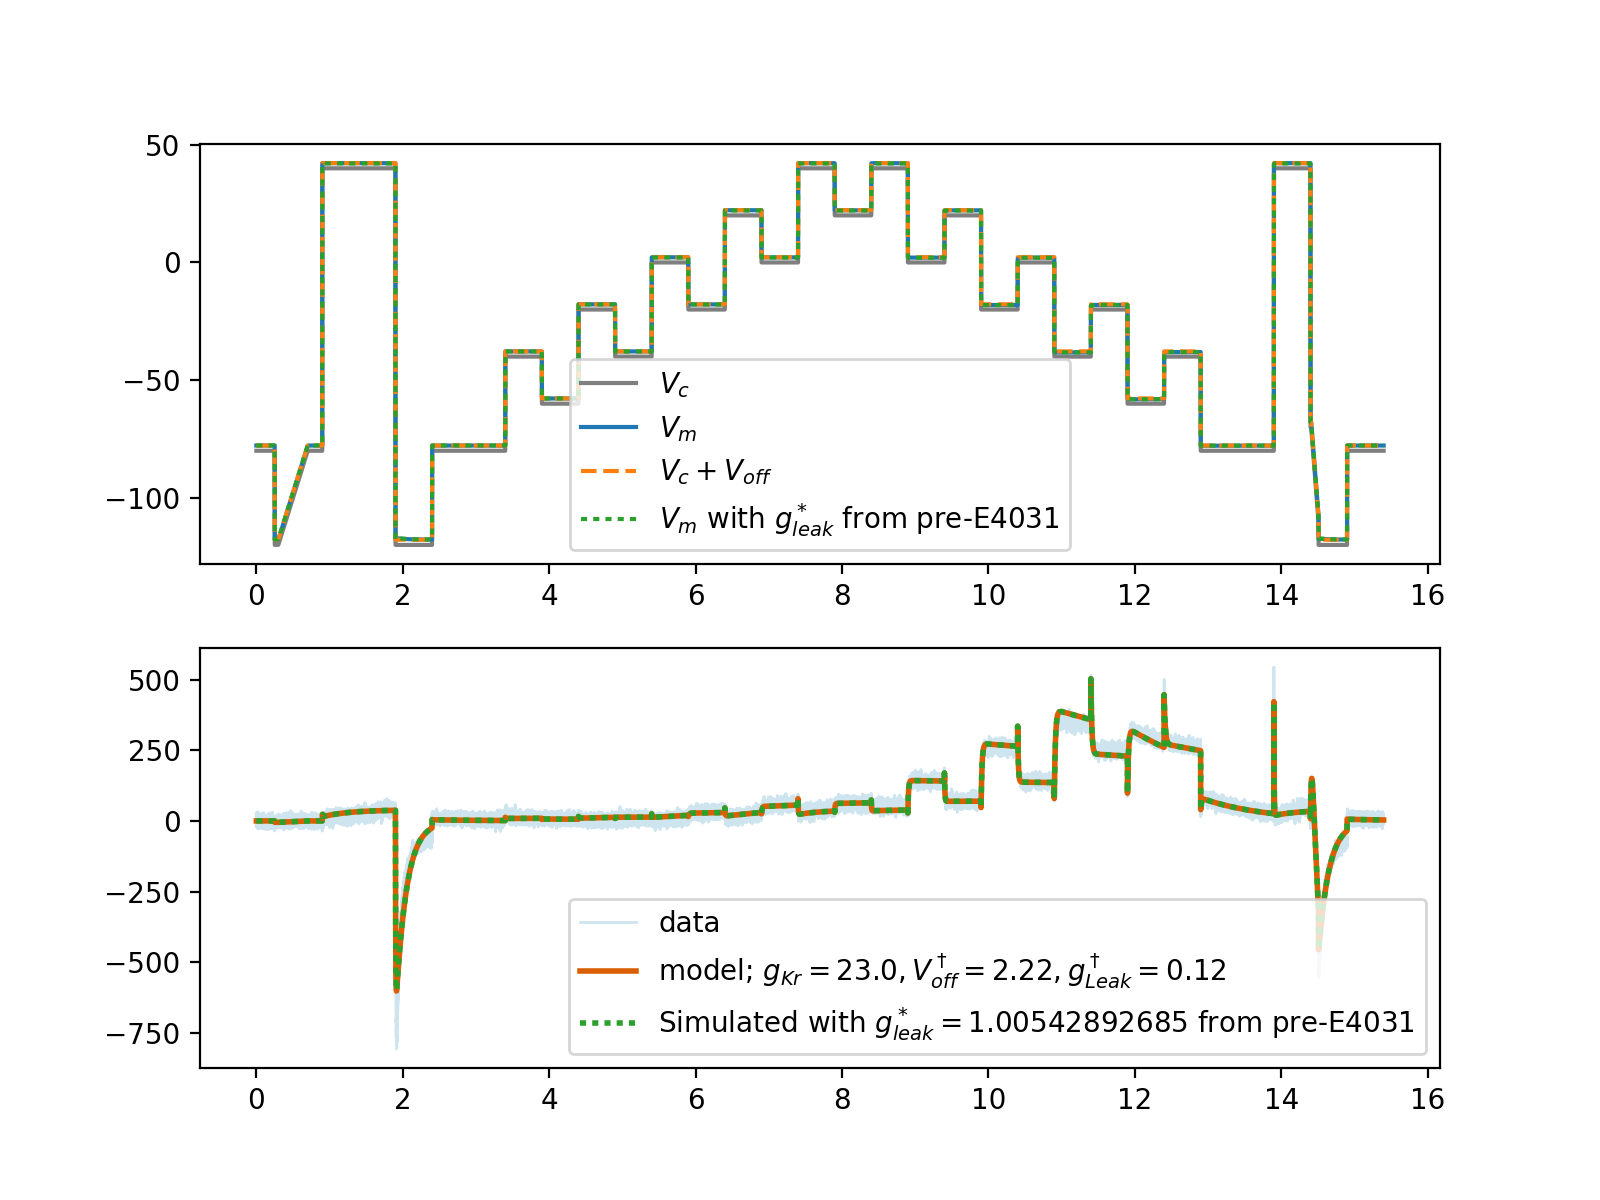 50
0
−50
−100
V_c
V_m
V_c + V_off
V_m with g*_leak from pre-E4031
0 2 4 6 8 10 12 14 16
500
250
0
−250
−500
−750
data
model; g_Kr = 23.0, V†_off = 2.22, g†_Leak = 0.12
Simulated with g*_leak = 1.00542892685 from pre-E4031
0 2 4 6 8 10 12 14 16